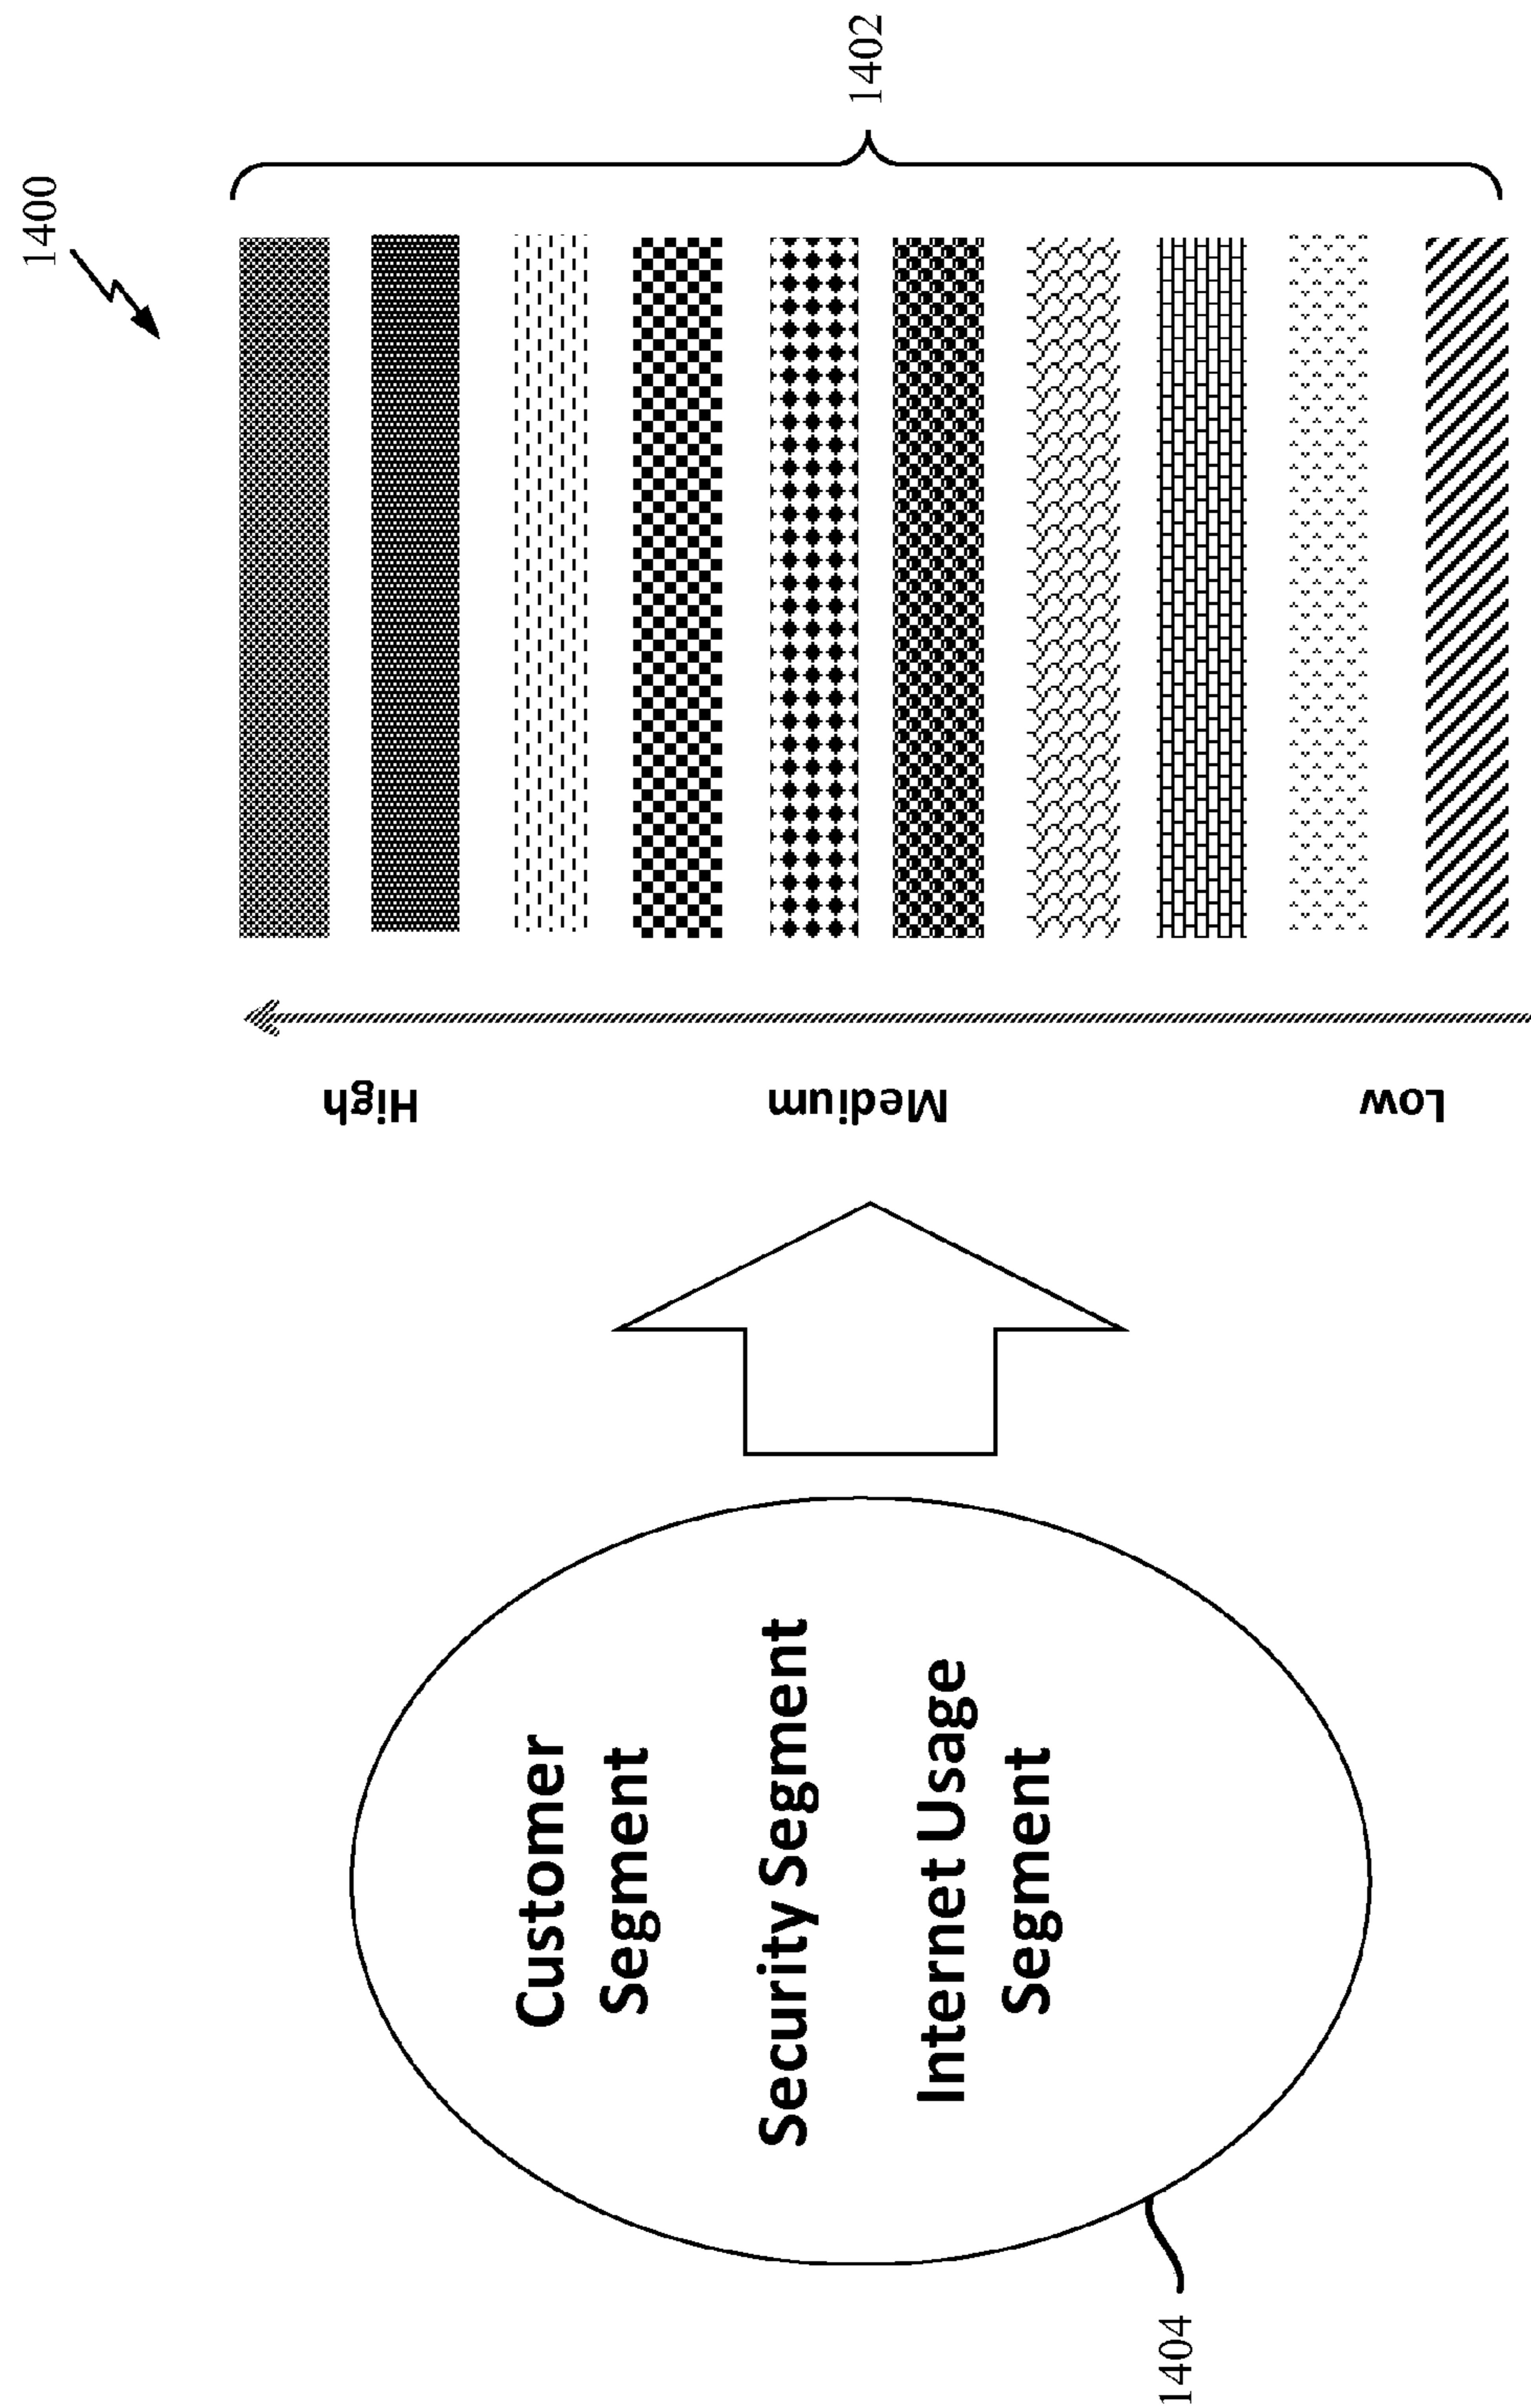 1400
Customer
Segment
Security Segment
Internet Usage
Segment
1404
High
Medium
Low
1402